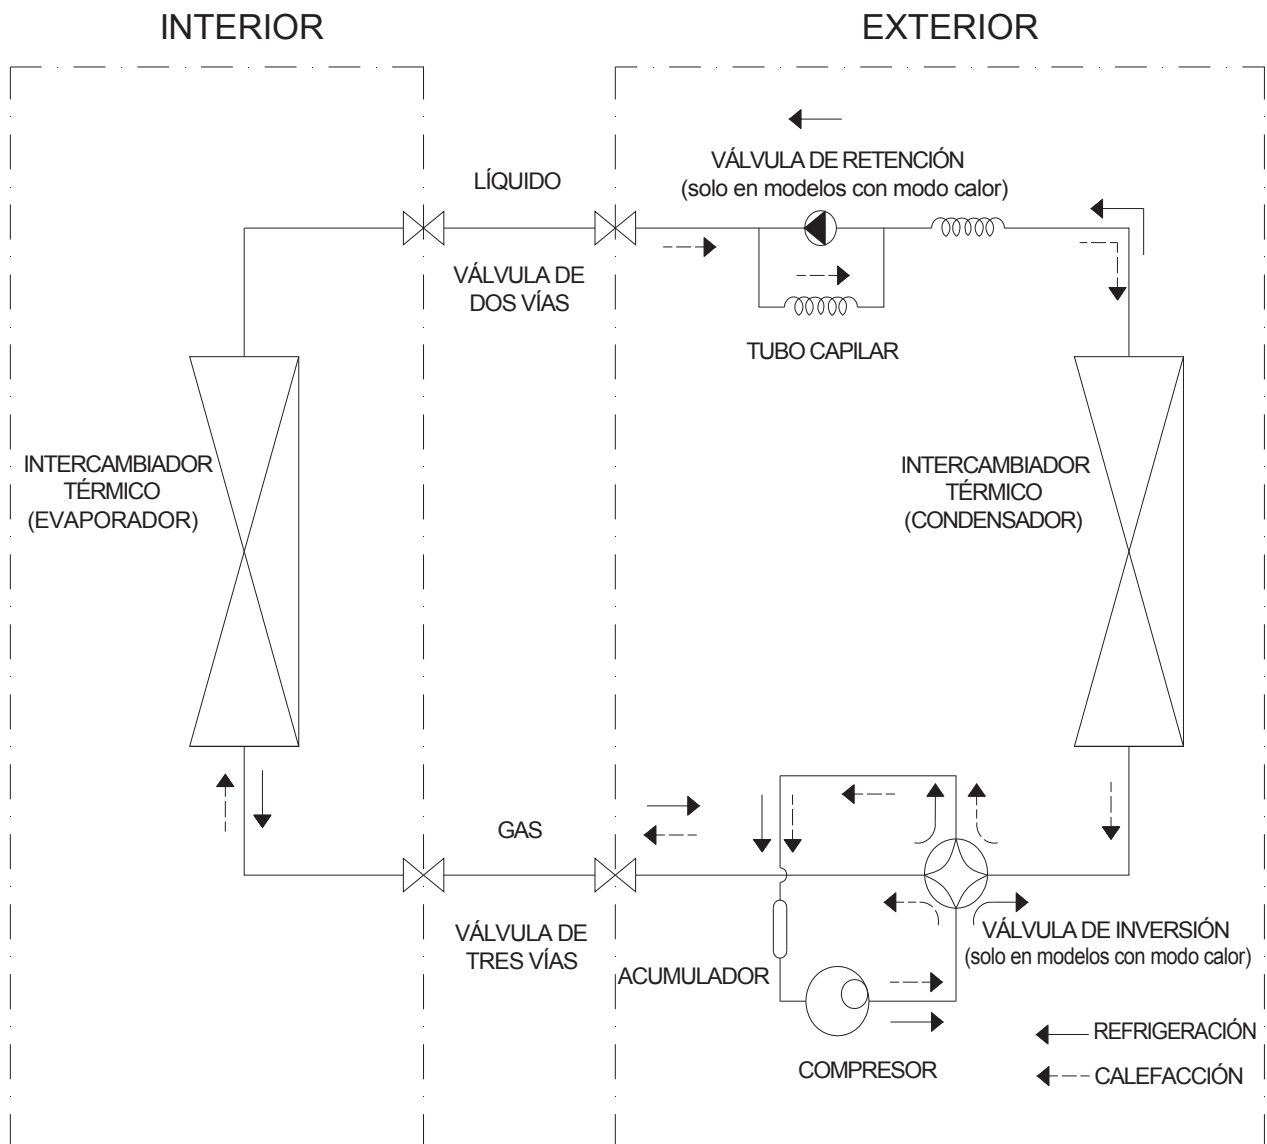 INTERIOR
EXTERIOR
VÁLVULA DE RETENCIÓN
(solo en modelos con modo calor)
LÍQUIDO
VÁLVULA DE
DOS VÍAS
TUBO CAPILAR
INTERCAMBIADOR
TÉRMICO
(EVAPORADOR)
INTERCAMBIADOR
TÉRMICO
(CONDENSADOR)
GAS
VÁLVULA DE
TRES VÍAS
VÁLVULA DE INVERSIÓN
(solo en modelos con modo calor)
ACUMULADOR
COMPRESOR
REFRIGERACIÓN
CALEFACCIÓN